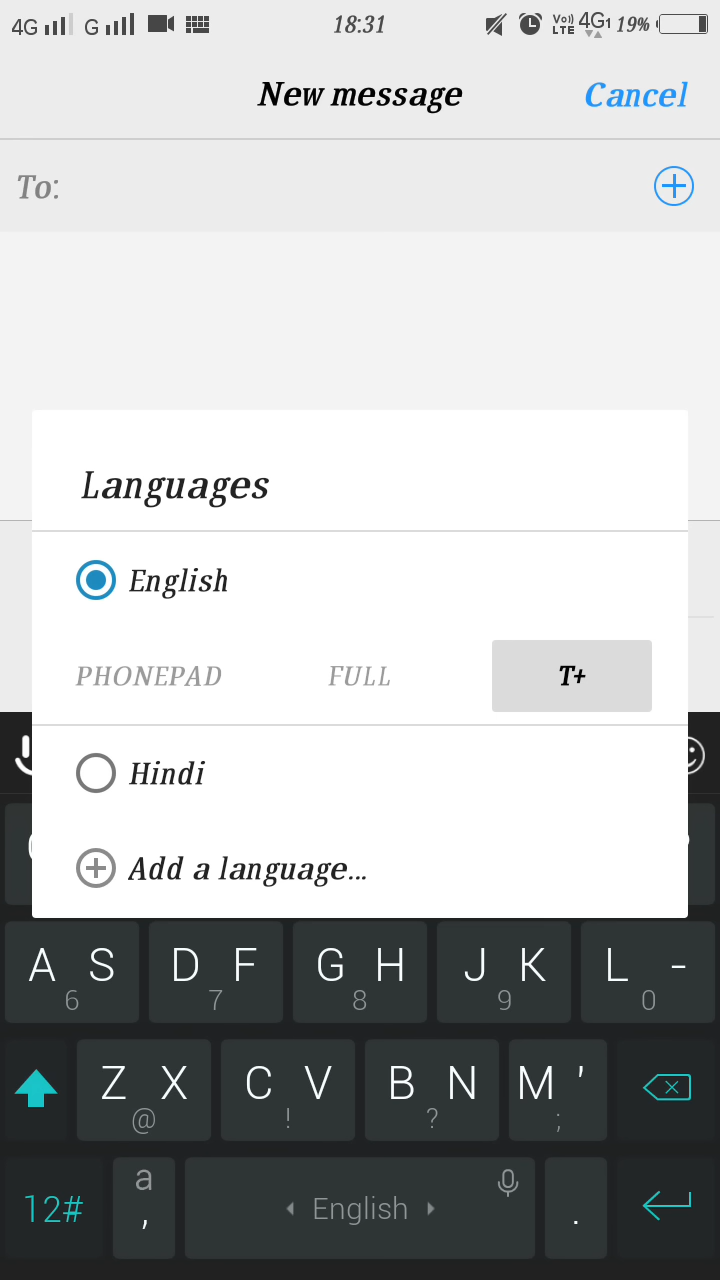 4G G 18:31 Vo)) LTE 4G1 19%
New message Cancel
To:
Languages
English
PHONEPAD FULL T+
Hindi
Add a language...
A S D F G H J K L -
6 7 8 9 0
Z X C V B N M '
@ ! ? ;
12# a , English .